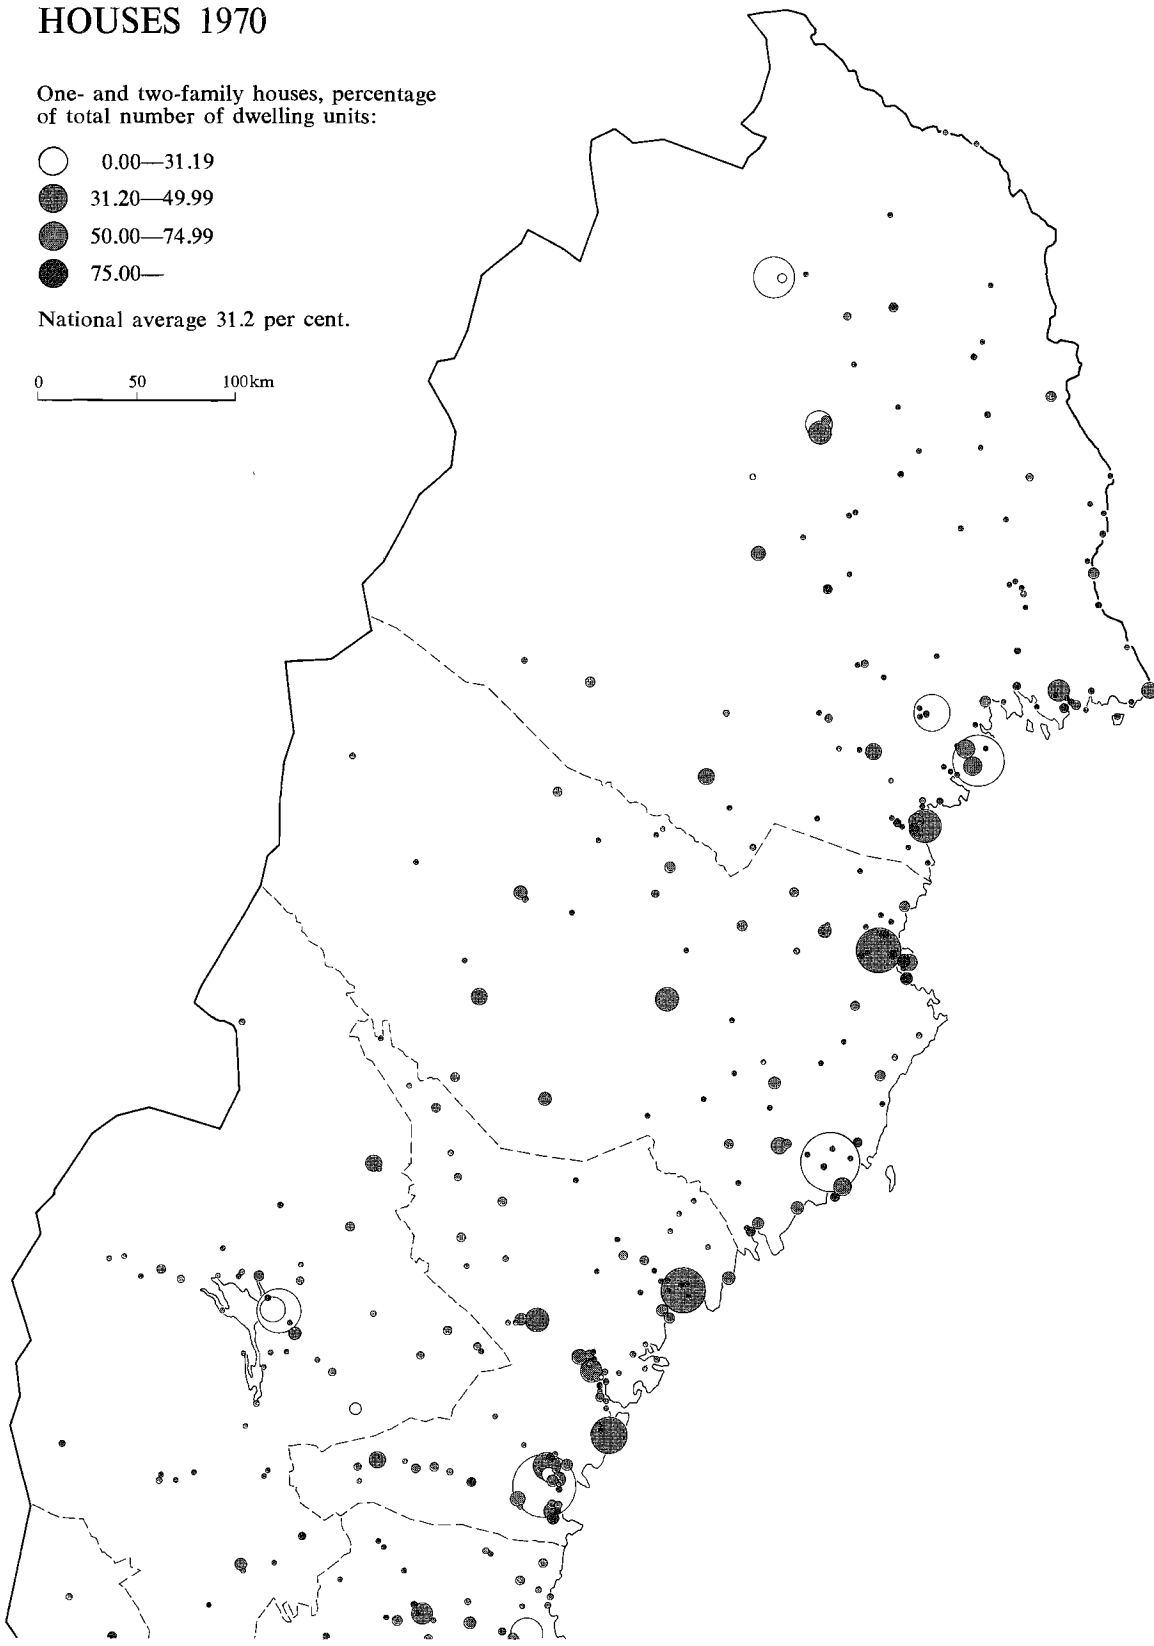 HOUSES 1970
One- and two-family houses, percentage
of total number of dwelling units:
0.00—31.19
31.20—49.99
50.00—74.99
75.00—
National average 31.2 per cent.
0 50 100km